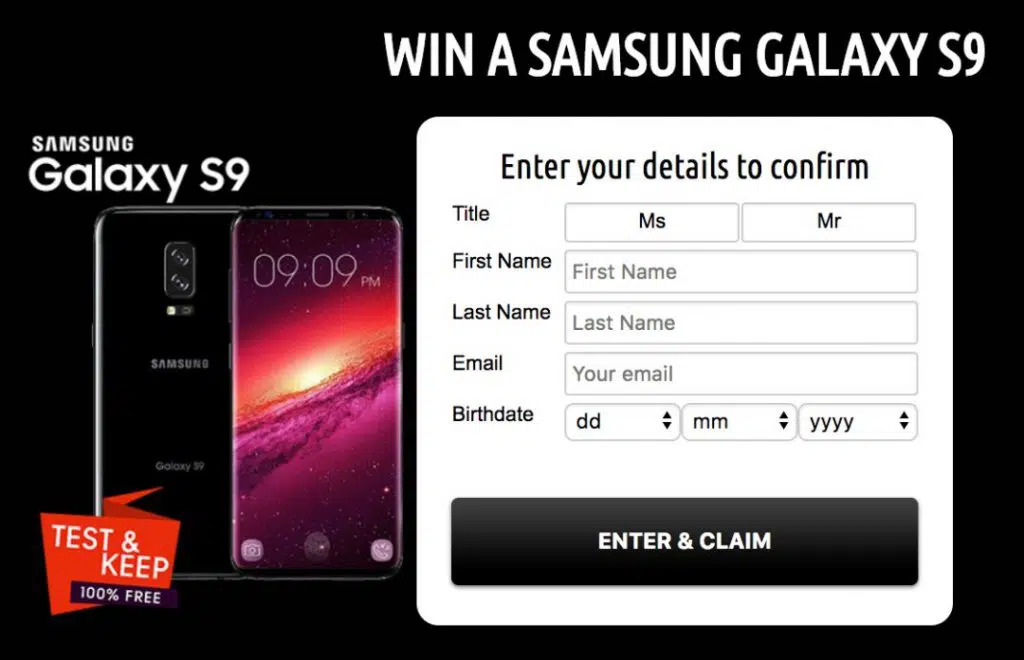 WIN A SAMSUNG GALAXY S9
SAMSUNG
Galaxy S9
09:09 PM
SAMSUNG
Galaxy S9
TEST &
KEEP
100% FREE
Enter your details to confirm
Title
Ms
Mr
First Name
First Name
Last Name
Last Name
Email
Your email
Birthdate
dd
mm
yyyy
ENTER & CLAIM